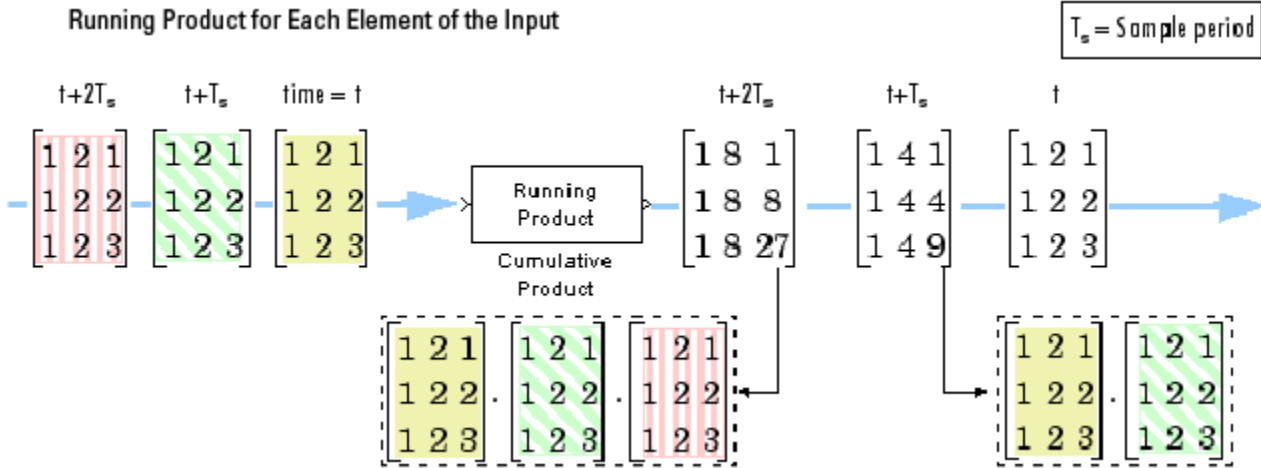 Running Product for Each Element of the Input
Tₛ = Sample period
t+2Tₛ t+Tₛ time = t t+2Tₛ t+Tₛ t
1 2 1 1 2 1 1 2 1 1 8 1 1 4 1 1 2 1
1 2 2 1 2 2 1 2 2 Running 1 8 8 1 4 4 1 2 2
Product
1 2 3 1 2 3 1 2 3 1 8 27 1 4 9 1 2 3
Cumulative
Product
1 2 1 1 2 1 1 2 1 1 2 1 1 2 1
1 2 2 . 1 2 2 . 1 2 2 1 2 2 . 1 2 2
1 2 3 1 2 3 1 2 3 1 2 3 1 2 3